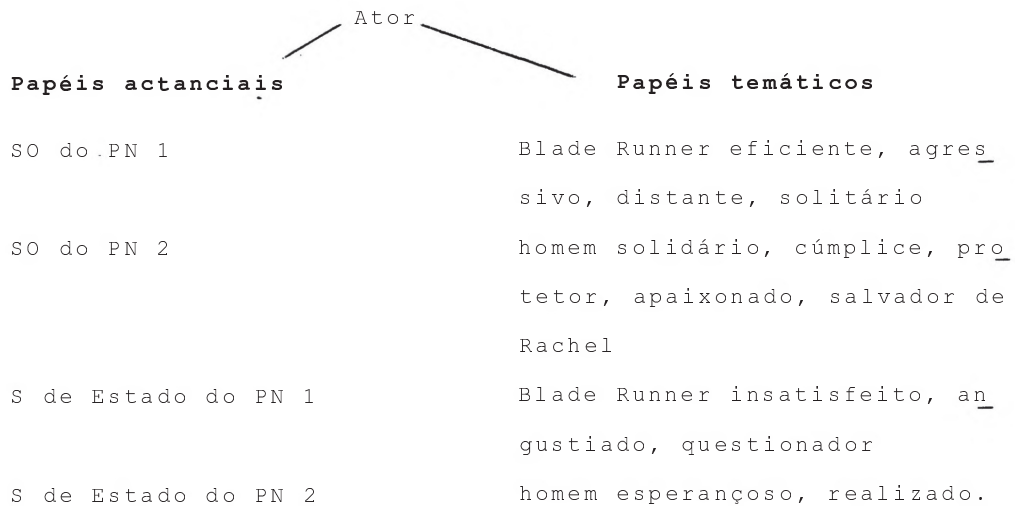 Ator
Papéis actanciais Papéis temáticos
SO do PN 1 Blade Runner eficiente, agres
sivo, distante, solitário
SO do PN 2 homem solidário, cúmplice, pro
tetor, apaixonado, salvador de
Rachel
S de Estado do PN 1 Blade Runner insatisfeito, an
gustiado, questionador
S de Estado do PN 2 homem esperançoso, realizado.